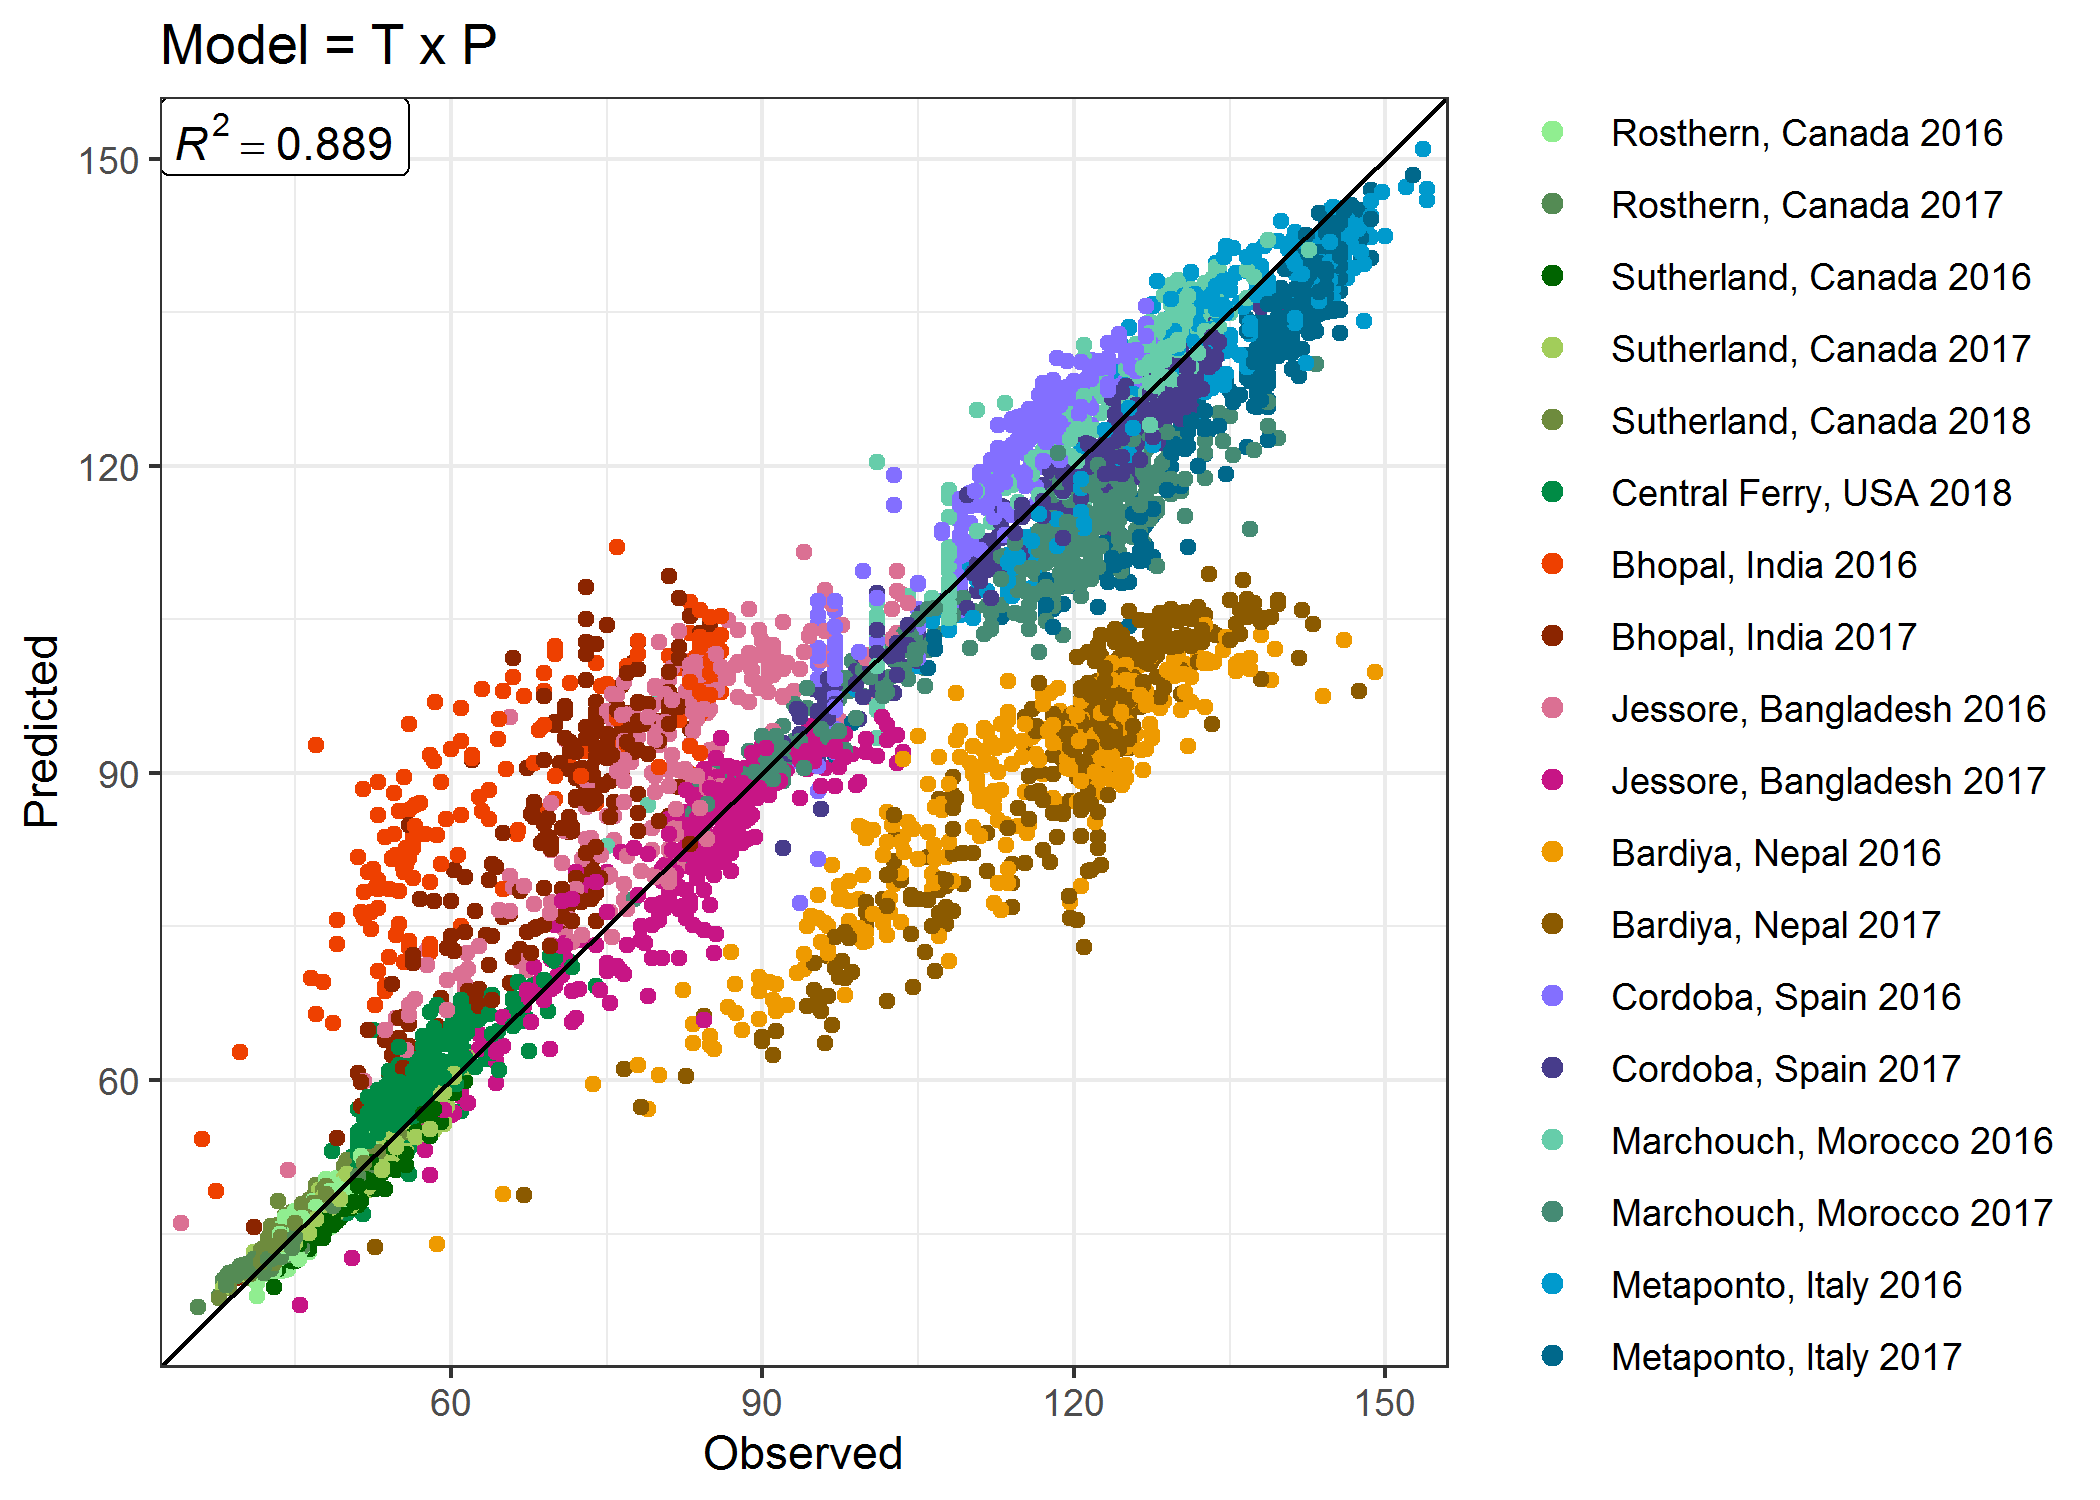 Model = T x P
R² = 0.889
150
120
90
60
Predicted
60 90 120 150
Observed
Rosthern, Canada 2016
Rosthern, Canada 2017
Sutherland, Canada 2016
Sutherland, Canada 2017
Sutherland, Canada 2018
Central Ferry, USA 2018
Bhopal, India 2016
Bhopal, India 2017
Jessore, Bangladesh 2016
Jessore, Bangladesh 2017
Bardiya, Nepal 2016
Bardiya, Nepal 2017
Cordoba, Spain 2016
Cordoba, Spain 2017
Marchouch, Morocco 2016
Marchouch, Morocco 2017
Metaponto, Italy 2016
Metaponto, Italy 2017